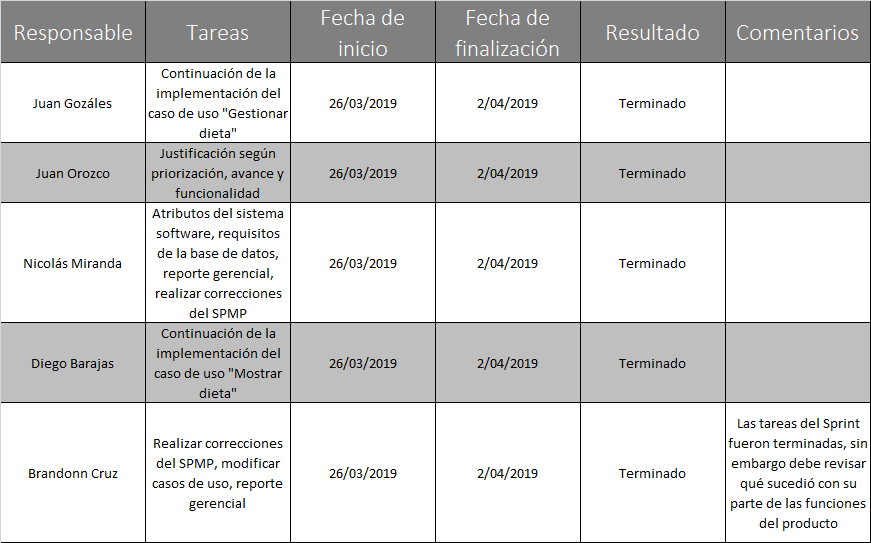 Responsable
Tareas
Fecha de
inicio
Fecha de
finalización
Resultado
Comentarios
Juan Gozáles
Continuación de la
implementación del
caso de uso "Gestionar
dieta"
26/03/2019
2/04/2019
Terminado
Juan Orozco
Justificación según
priorización, avance y
funcionalidad
26/03/2019
2/04/2019
Terminado
Nicolás Miranda
Atributos del sistema
software, requisitos
de la base de datos,
reporte gerencial,
realizar correcciones
del SPMP
26/03/2019
2/04/2019
Terminado
Diego Barajas
Continuación de la
implementación del
caso de uso "Mostrar
dieta"
26/03/2019
2/04/2019
Terminado
Brandonn Cruz
Realizar correcciones
del SPMP, modificar
casos de uso, reporte
gerencial
26/03/2019
2/04/2019
Terminado
Las tareas del Sprint
fueron terminadas, sin
embargo debe revisar
qué sucedió con su
parte de las funciones
del producto